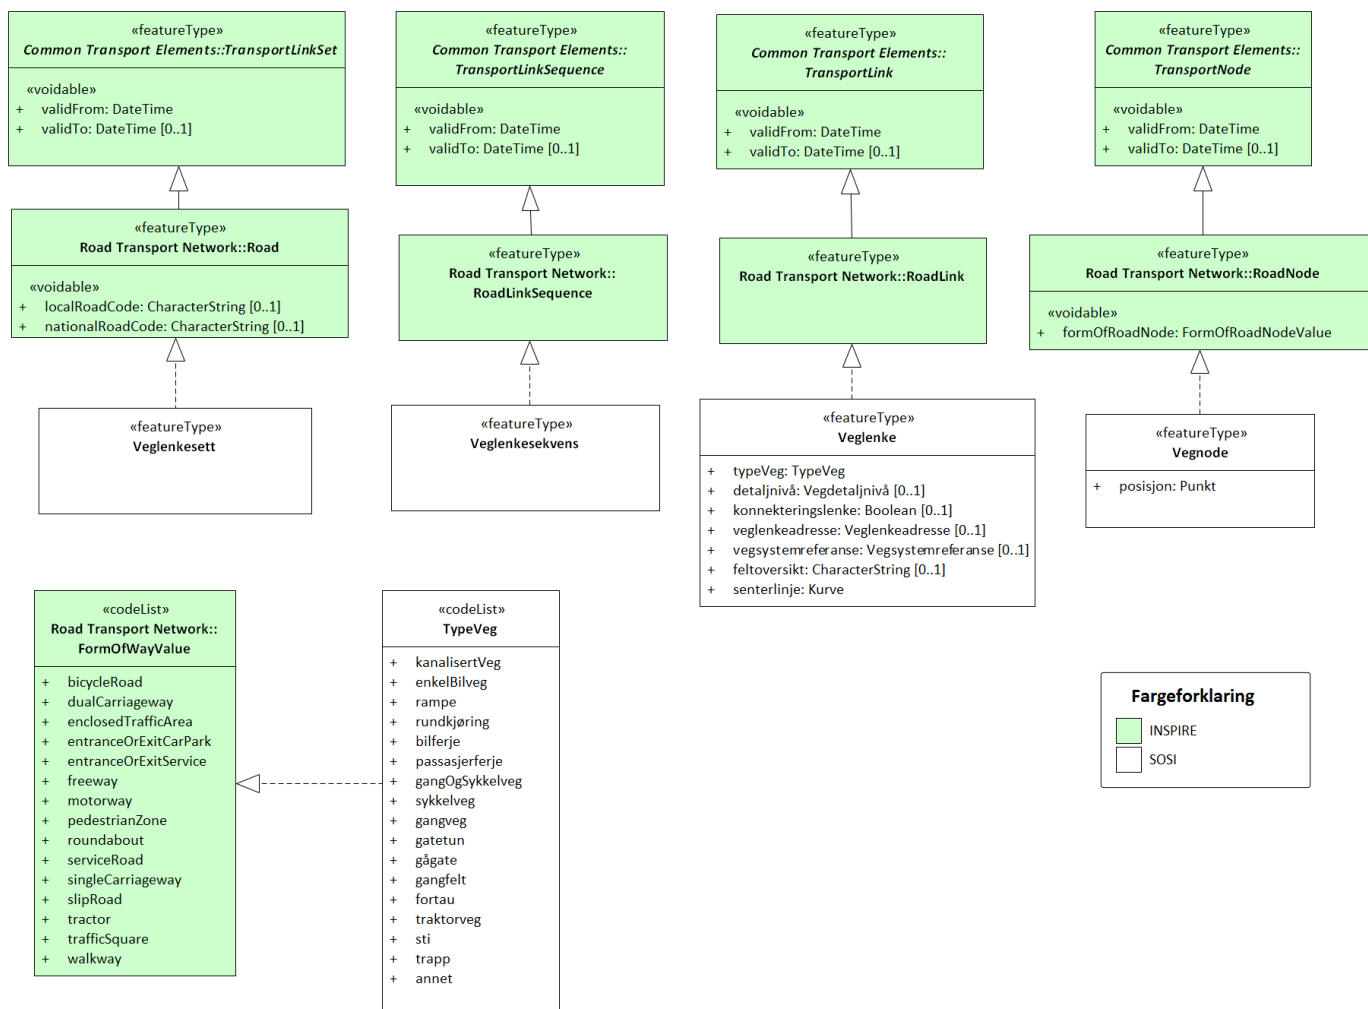 «featureType»
Common Transport Elements::TransportLinkSet
«voidable»
+ validFrom: DateTime
+ validTo: DateTime [0..1]
«featureType»
Common Transport Elements::
TransportLinkSequence
«voidable»
+ validFrom: DateTime
+ validTo: DateTime [0..1]
«featureType»
Common Transport Elements::
TransportLink
«voidable»
+ validFrom: DateTime
+ validTo: DateTime [0..1]
«featureType»
Common Transport Elements::
TransportNode
«voidable»
+ validFrom: DateTime
+ validTo: DateTime [0..1]
«featureType»
Road Transport Network::Road
«voidable»
+ localRoadCode: CharacterString [0..1]
+ nationalRoadCode: CharacterString [0..1]
«featureType»
Road Transport Network::
RoadLinkSequence
«featureType»
Road Transport Network::RoadLink
«featureType»
Road Transport Network::RoadNode
«voidable»
+ formOfRoadNode: FormOfRoadNodeValue
«featureType»
Veglenkesett
«featureType»
Veglenkesekvens
«featureType»
Veglenke
+ typeVeg: TypeVeg
+ detaljnivå: Vegdetaljnivå [0..1]
+ konnekteringslenke: Boolean [0..1]
+ veglenkeadresse: Veglenkeadresse [0..1]
+ vegsystemreferanse: Vegsystemreferanse [0..1]
+ feltoversikt: CharacterString [0..1]
+ senterlinje: Kurve
«featureType»
Vegnode
+ posisjon: Punkt
«codeList»
Road Transport Network::
FormOfWayValue
+ bicycleRoad
+ dualCarriageway
+ enclosedTrafficArea
+ entranceOrExitCarPark
+ entranceOrExitService
+ freeway
+ motorway
+ pedestrianZone
+ roundabout
+ serviceRoad
+ singleCarriageway
+ slipRoad
+ tractor
+ trafficSquare
+ walkway
«codeList»
TypeVeg
+ kanalisertVeg
+ enkelBilveg
+ rampe
+ rundkjøring
+ bilferje
+ passasjerferje
+ gangOgSykkelveg
+ sykkelveg
+ gangveg
+ gatetun
+ gågate
+ gangfelt
+ fortau
+ traktorveg
+ sti
+ trapp
+ annet
Fargeforklaring
INSPIRE
SOSI